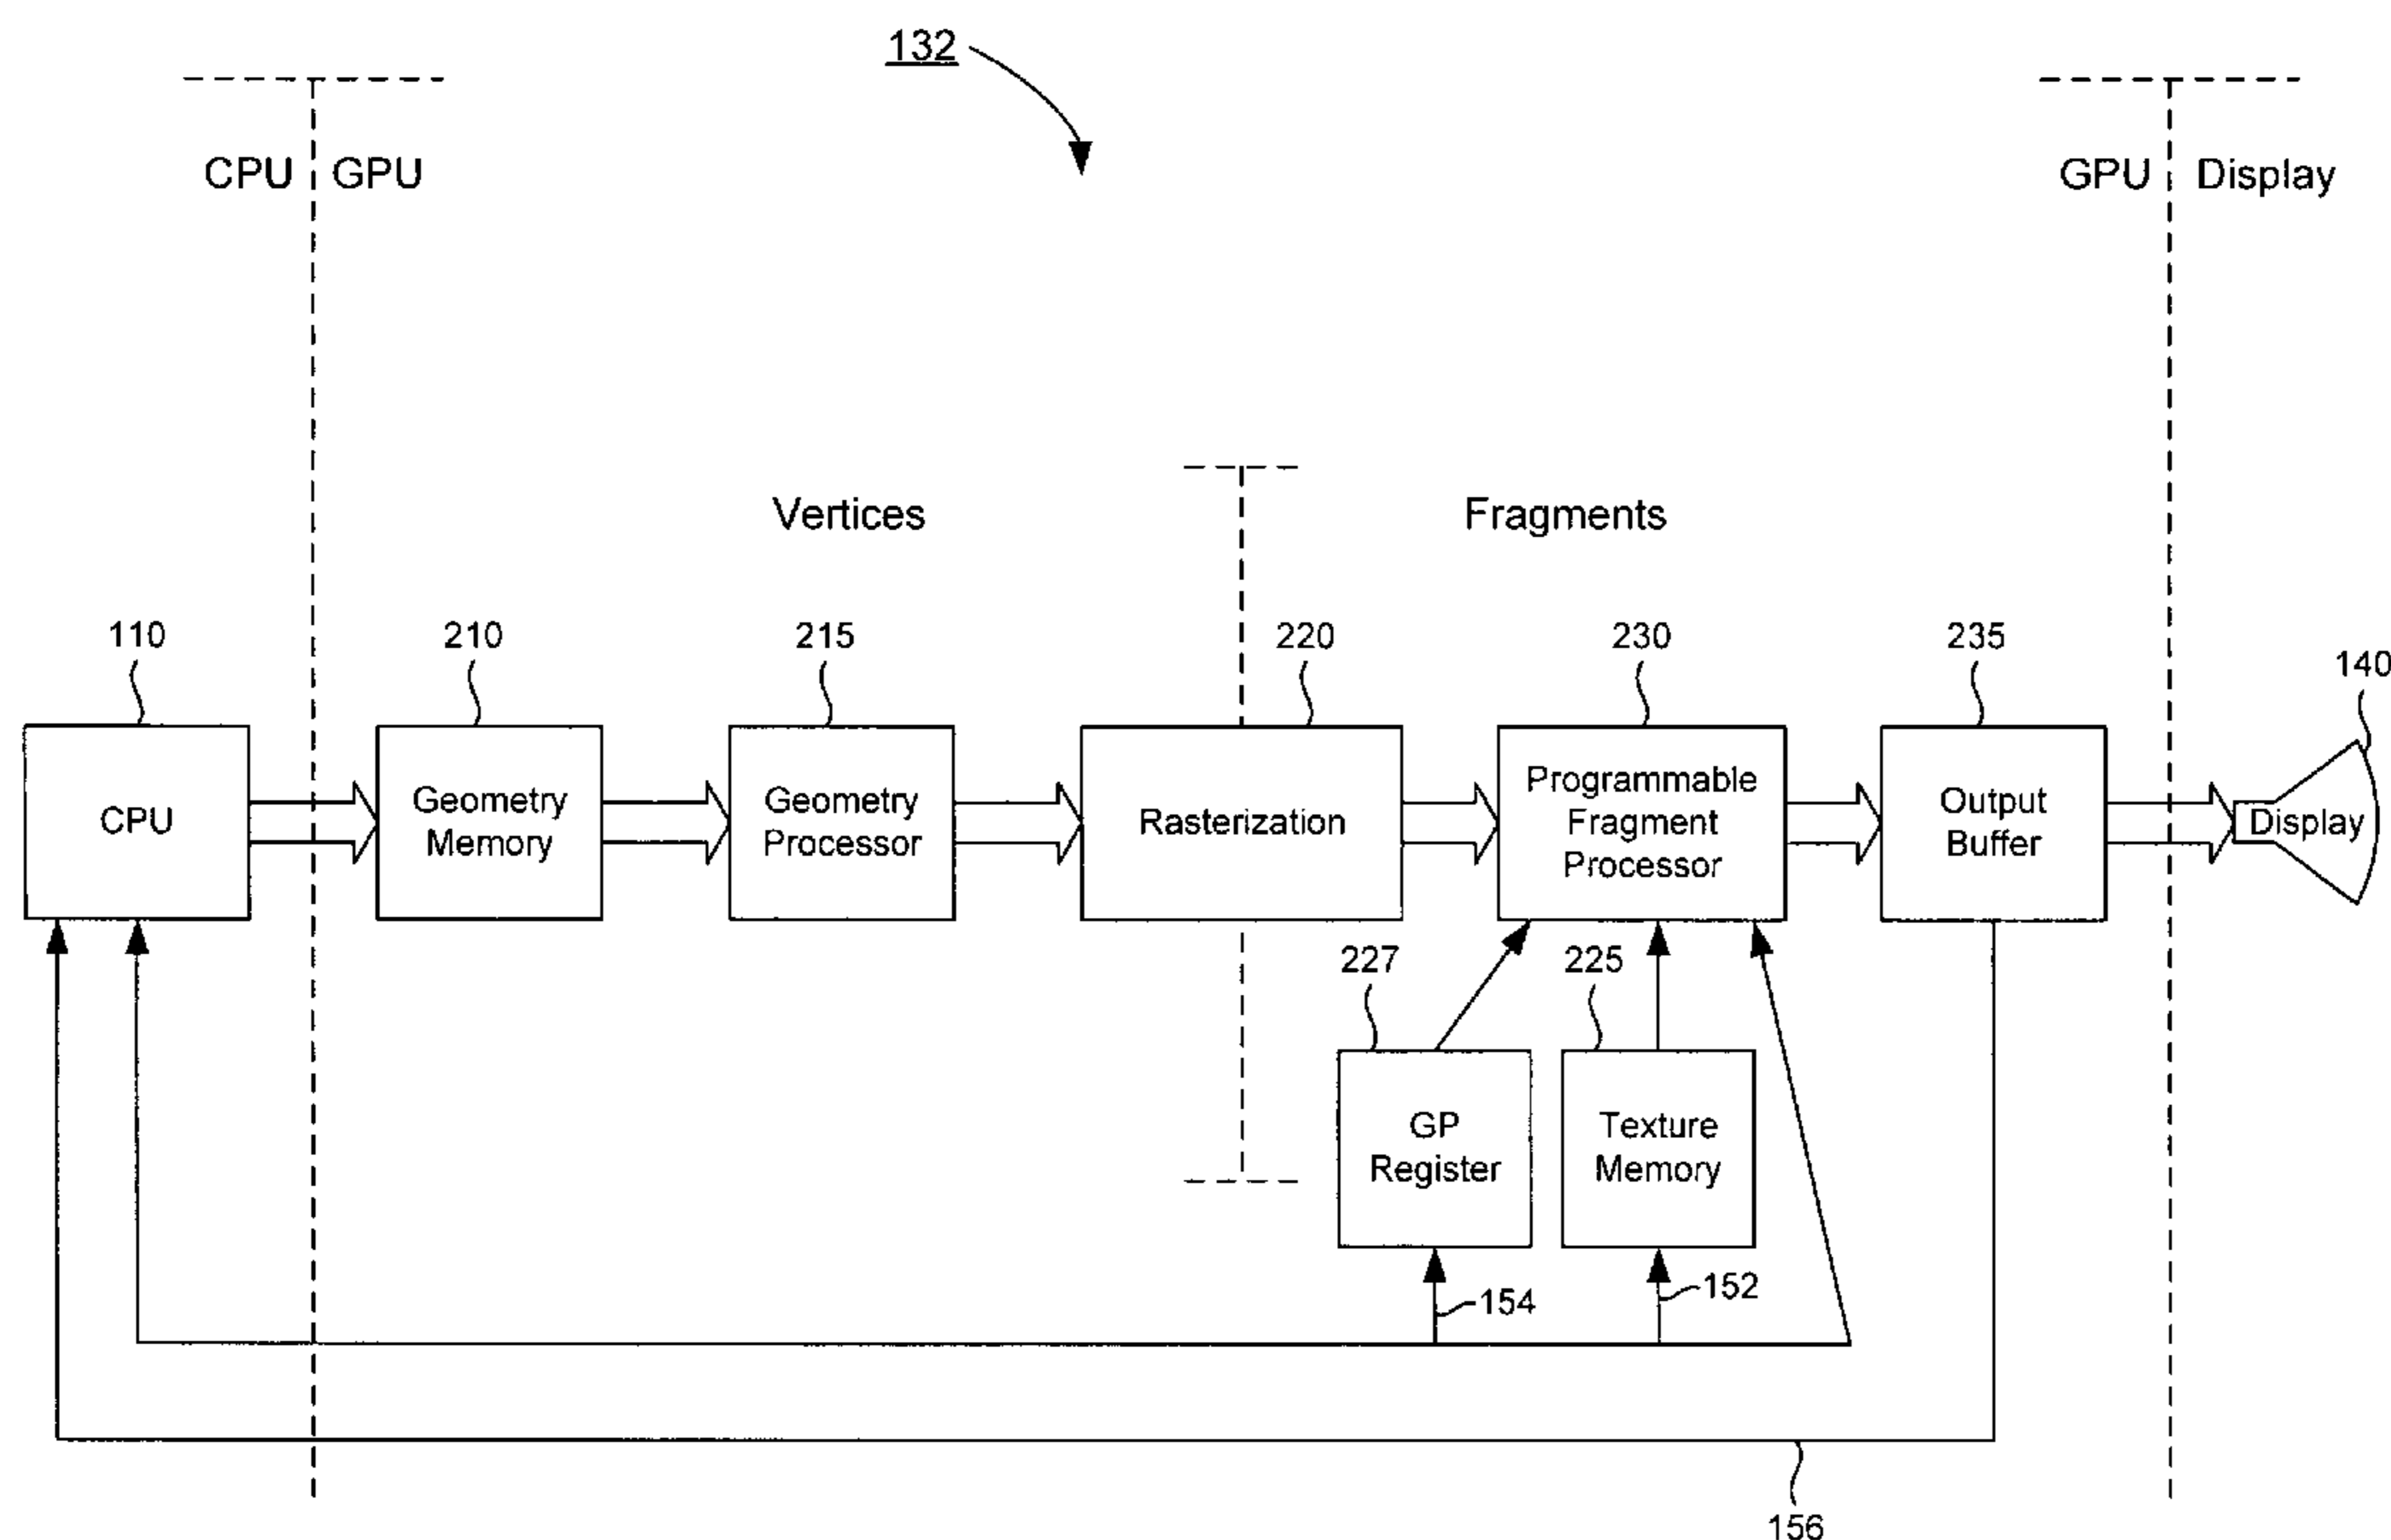 132
CPU GPU
GPU Display
Vertices
Fragments
110
210
215
220
230
235
140
CPU
Geometry
Memory
Geometry
Processor
Rasterization
Programmable
Fragment
Processor
Output
Buffer
Display
227
225
GP
Register
Texture
Memory
154
152
156